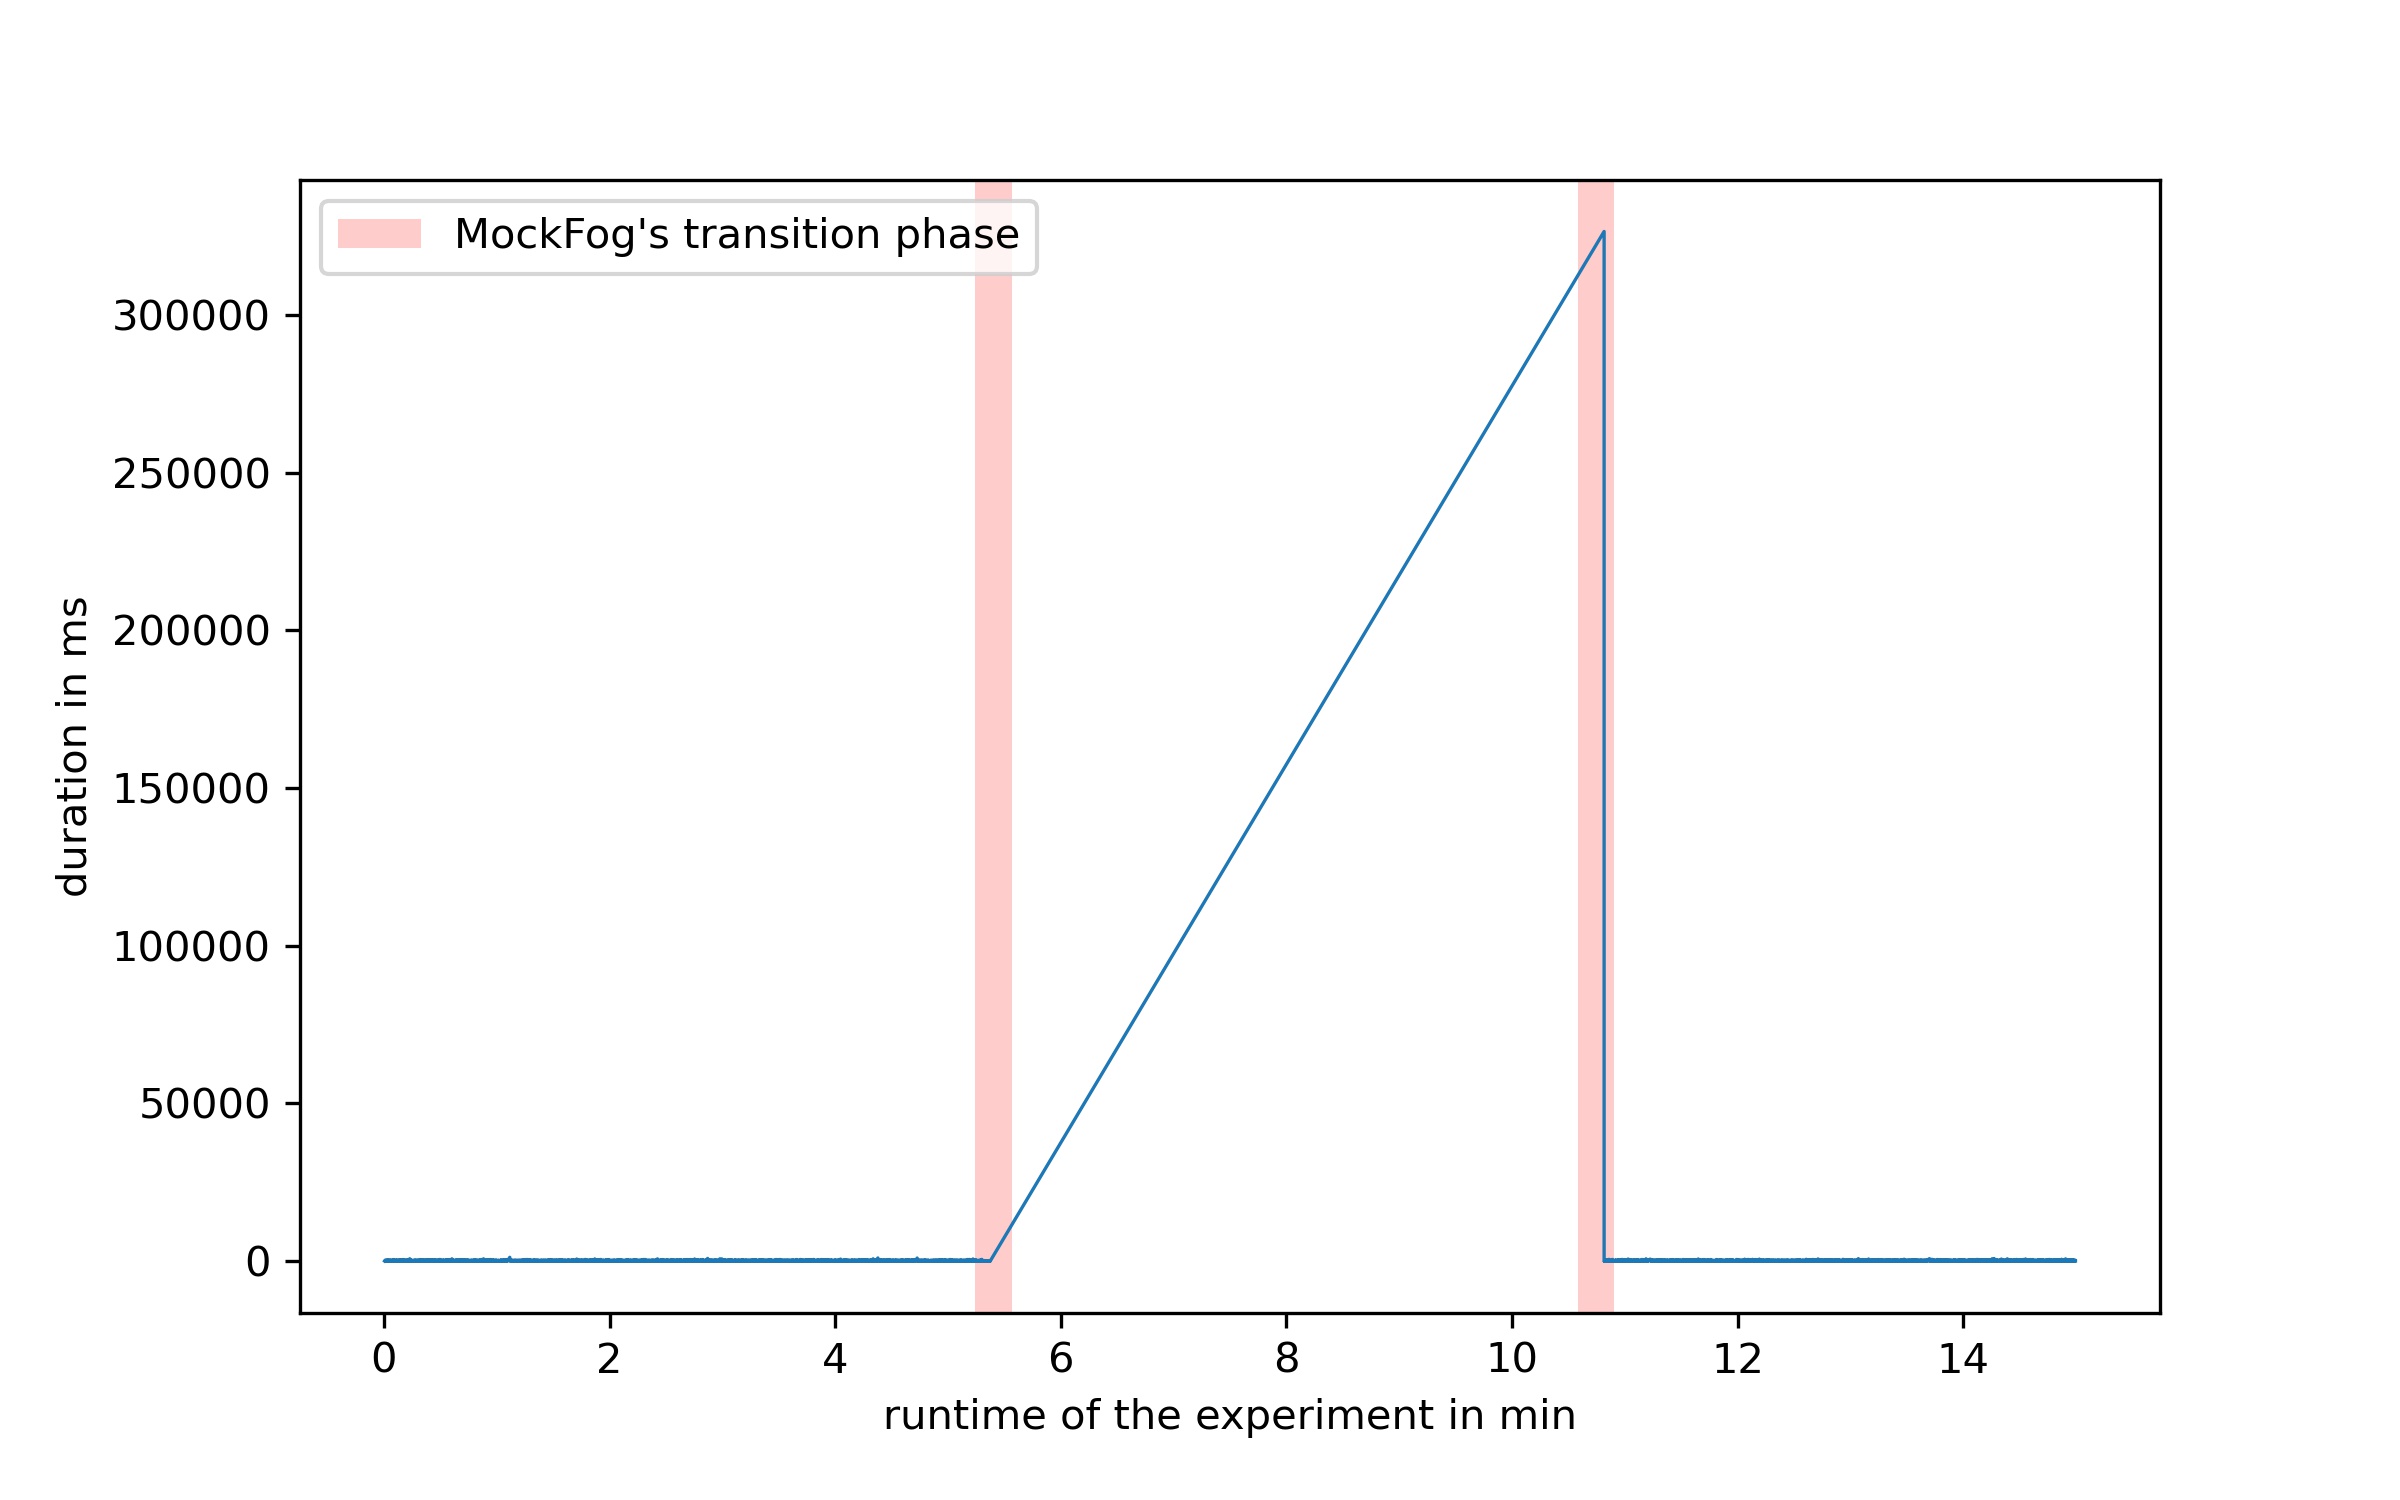 MockFog's transition phase
300000
250000
200000
150000
100000
50000
0
duration in ms
0 2 4 6 8 10 12 14
runtime of the experiment in min